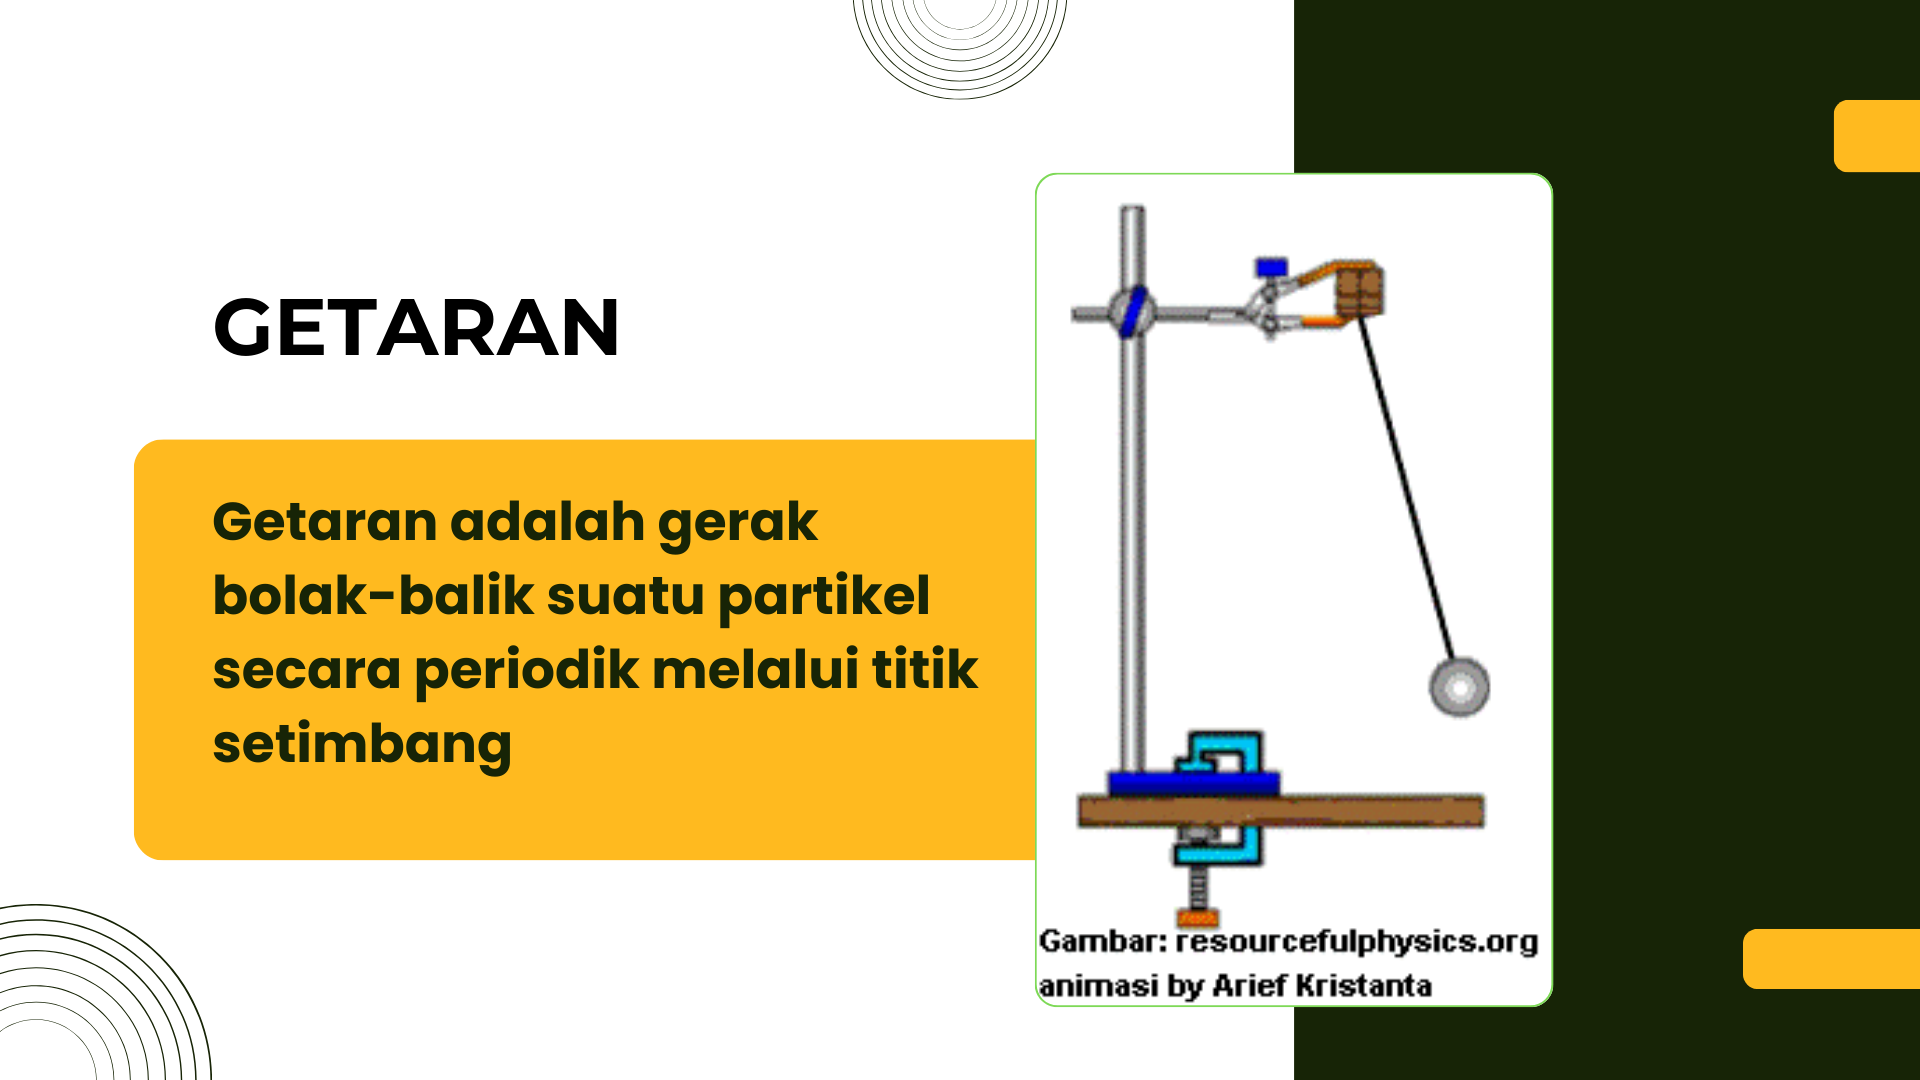 GETARAN
Getaran adalah gerak
bolak-balik suatu partikel
secara periodik melalui titik
setimbang
Gambar: resourcefulphysics.org
animasi by Arief Kristanta